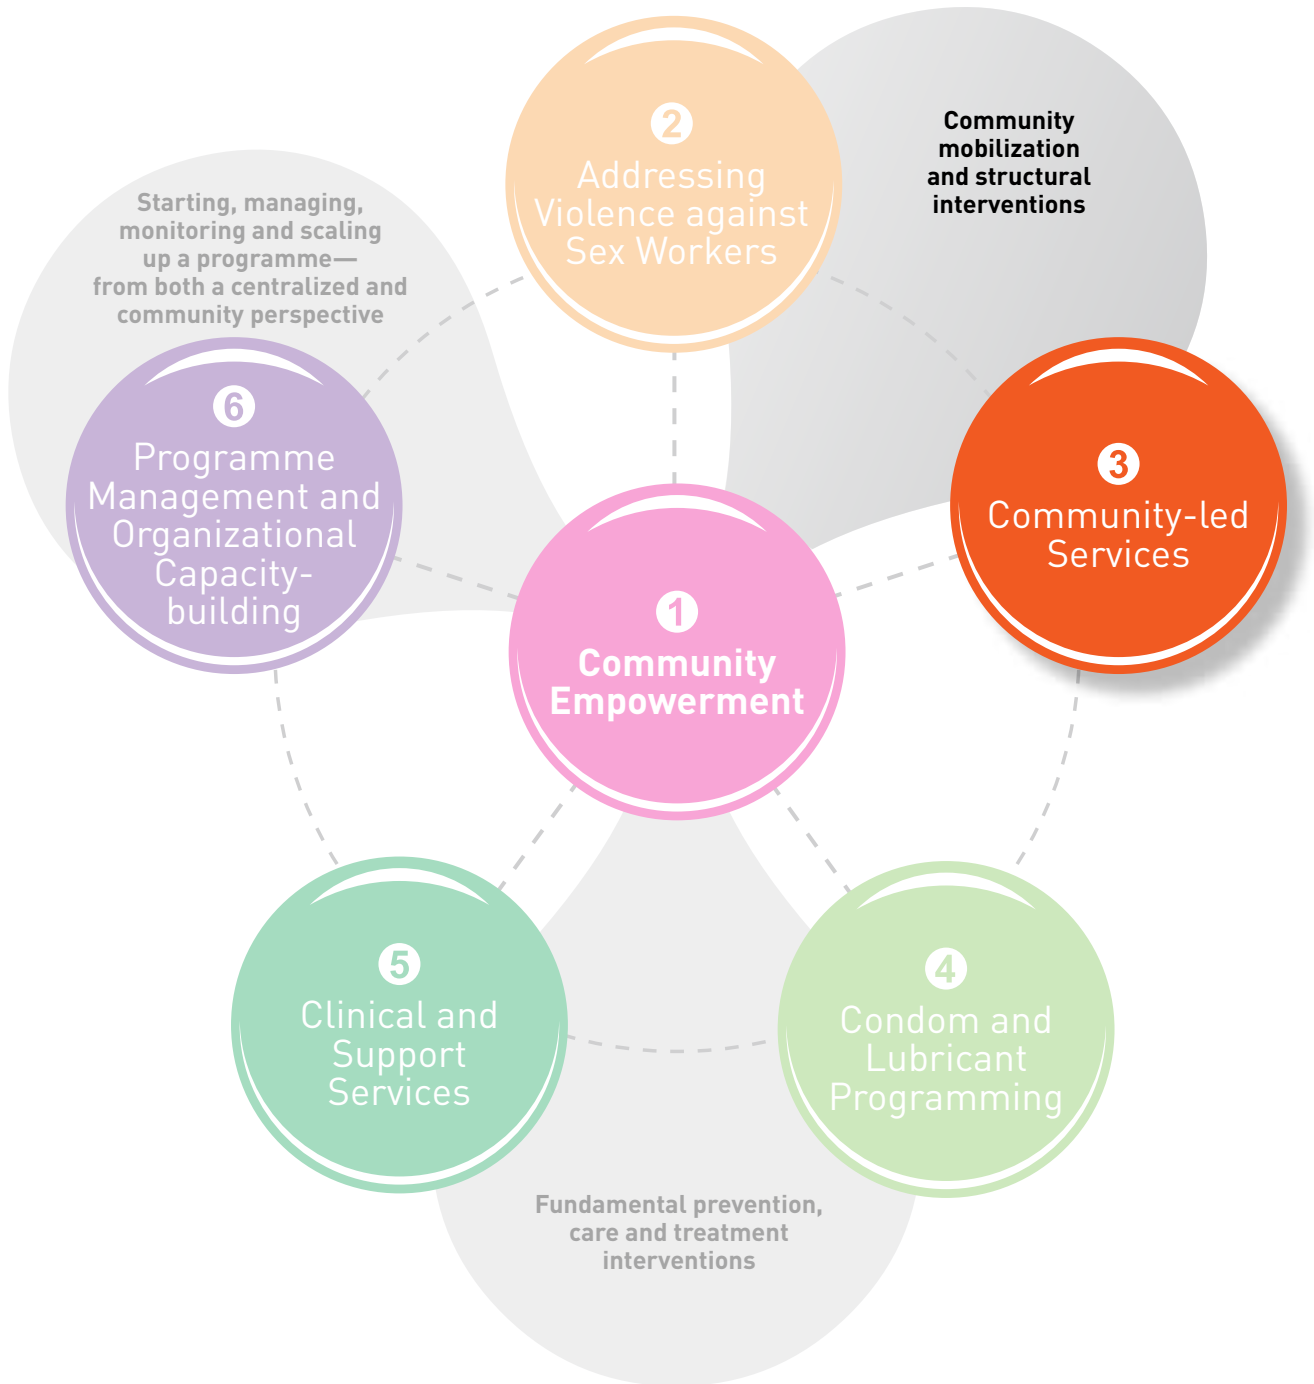 2
Addressing
Violence against
Sex Workers
Community
mobilization
and structural
interventions
Starting, managing,
monitoring and scaling
up a programme—
from both a centralized and
community perspective
6
Programme
Management and
Organizational
Capacity-
building
3
Community-led
Services
1
Community
Empowerment
5
Clinical and
Support
Services
4
Condom and
Lubricant
Programming
Fundamental prevention,
care and treatment
interventions